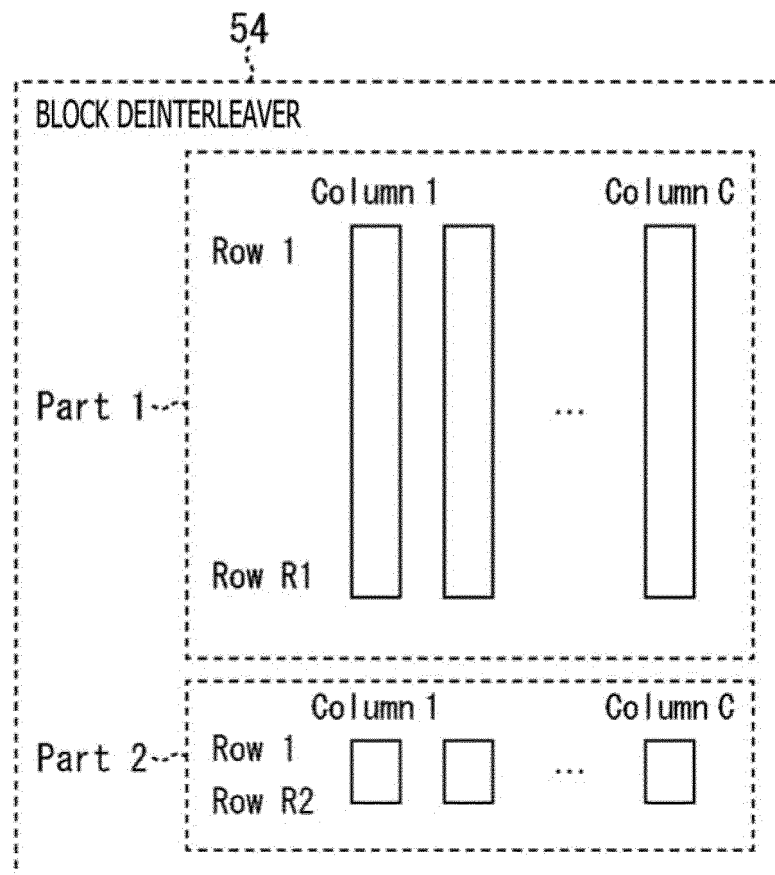 54
BLOCK DEINTERLEAVER
Column 1 Column C
Row 1
Part 1 ...
Row R1
Column 1 Column C
Row 1
Part 2 ...
Row R2